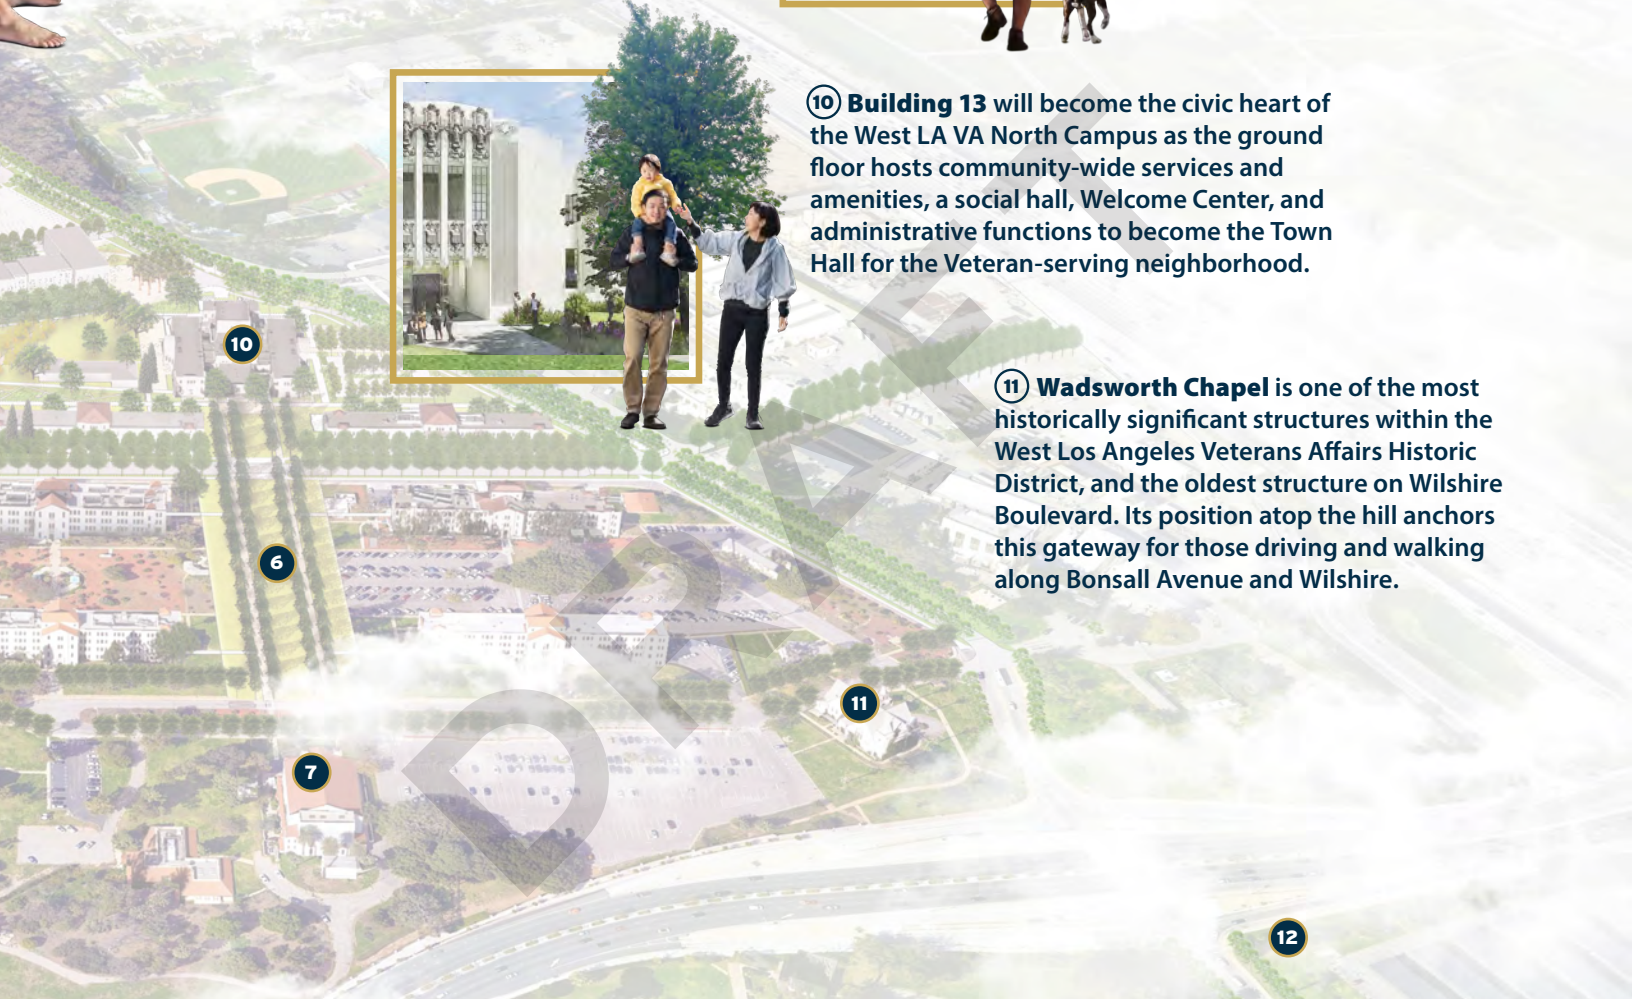 10 Building 13 will become the civic heart of
the West LA VA North Campus as the ground
floor hosts community-wide services and
amenities, a social hall, Welcome Center, and
administrative functions to become the Town
Hall for the Veteran-serving neighborhood.
10
11 Wadsworth Chapel is one of the most
historically significant structures within the
West Los Angeles Veterans Affairs Historic
District, and the oldest structure on Wilshire
Boulevard. Its position atop the hill anchors
this gateway for those driving and walking
along Bonsall Avenue and Wilshire.
6
11
7
12
DRAFT